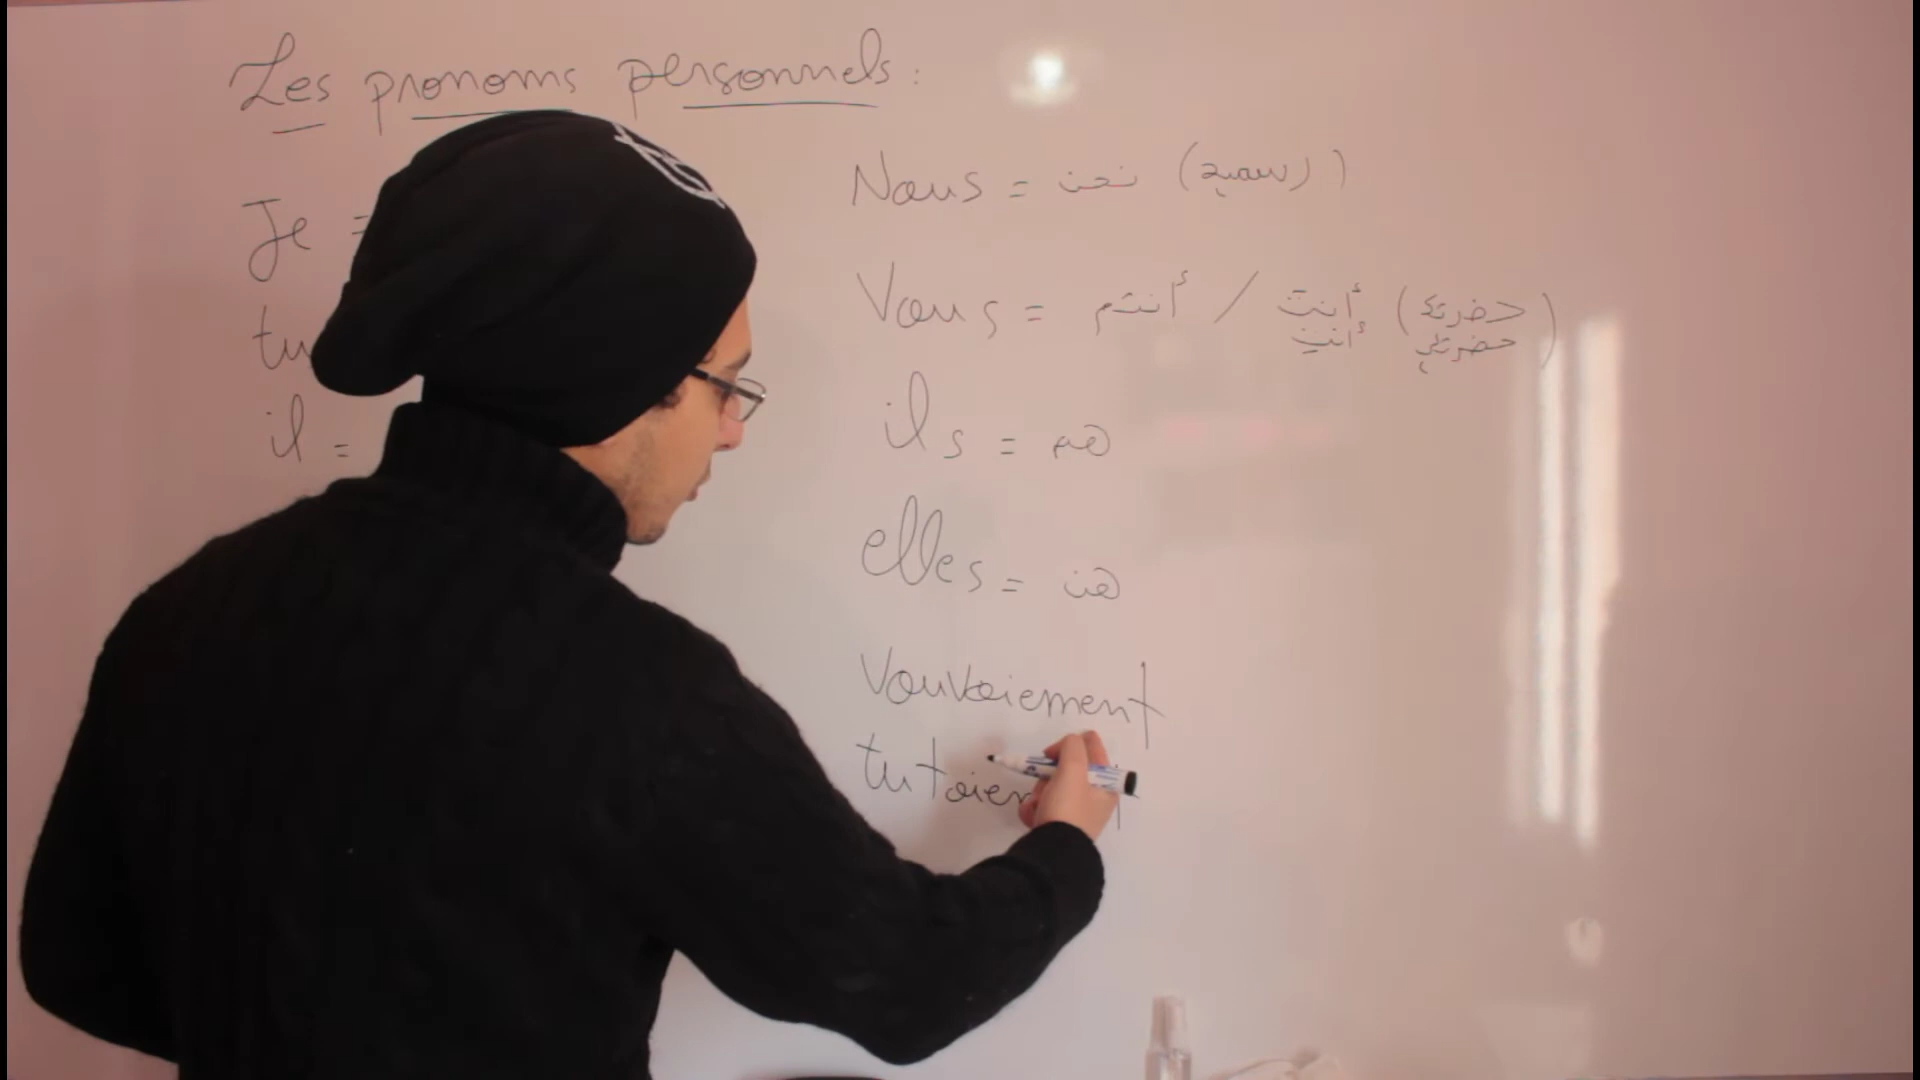 Les pronoms personnels :
Je =
tu
il =
Nous = نحن
Vous = أنتم / أنتَ (حضرتك)
أنتِ حضرتكِ
ils = هم
elles = هن
Vouvoiement